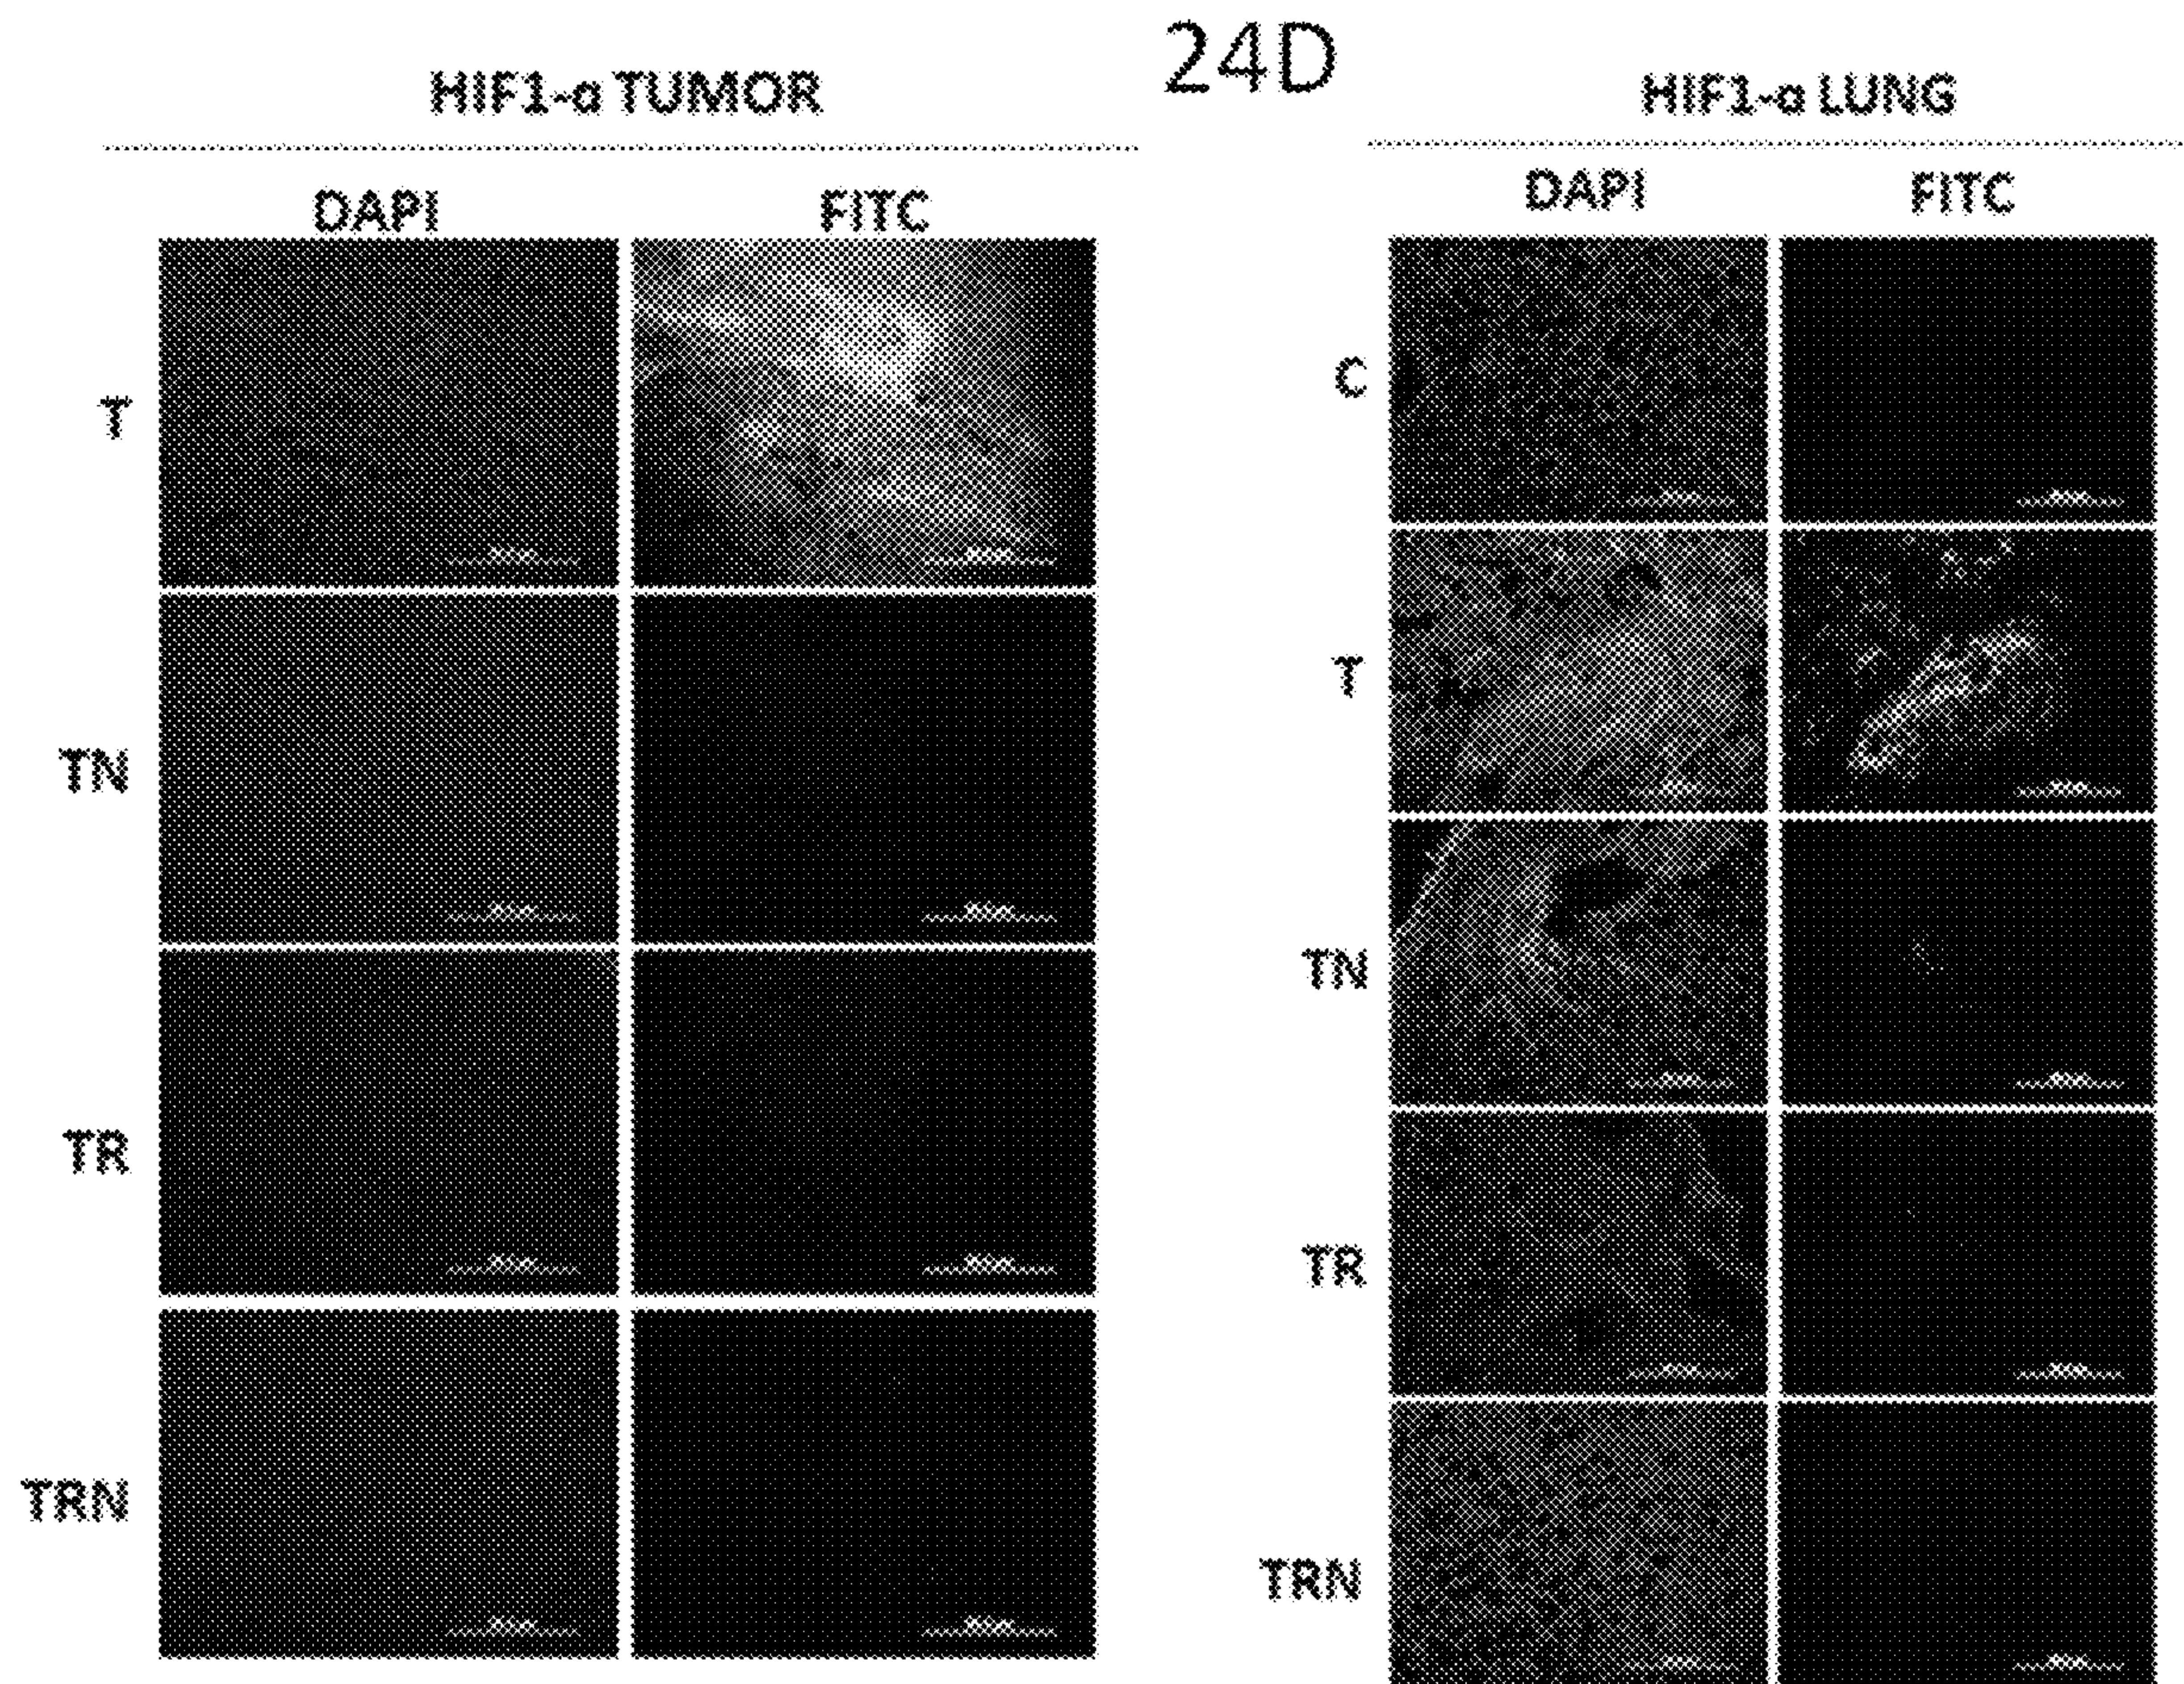 24D
HIF1-α TUMOR
DAPI FITC
T
TN
TR
TRN
HIF1-α LUNG
DAPI FITC
C
T
TN
TR
TRN